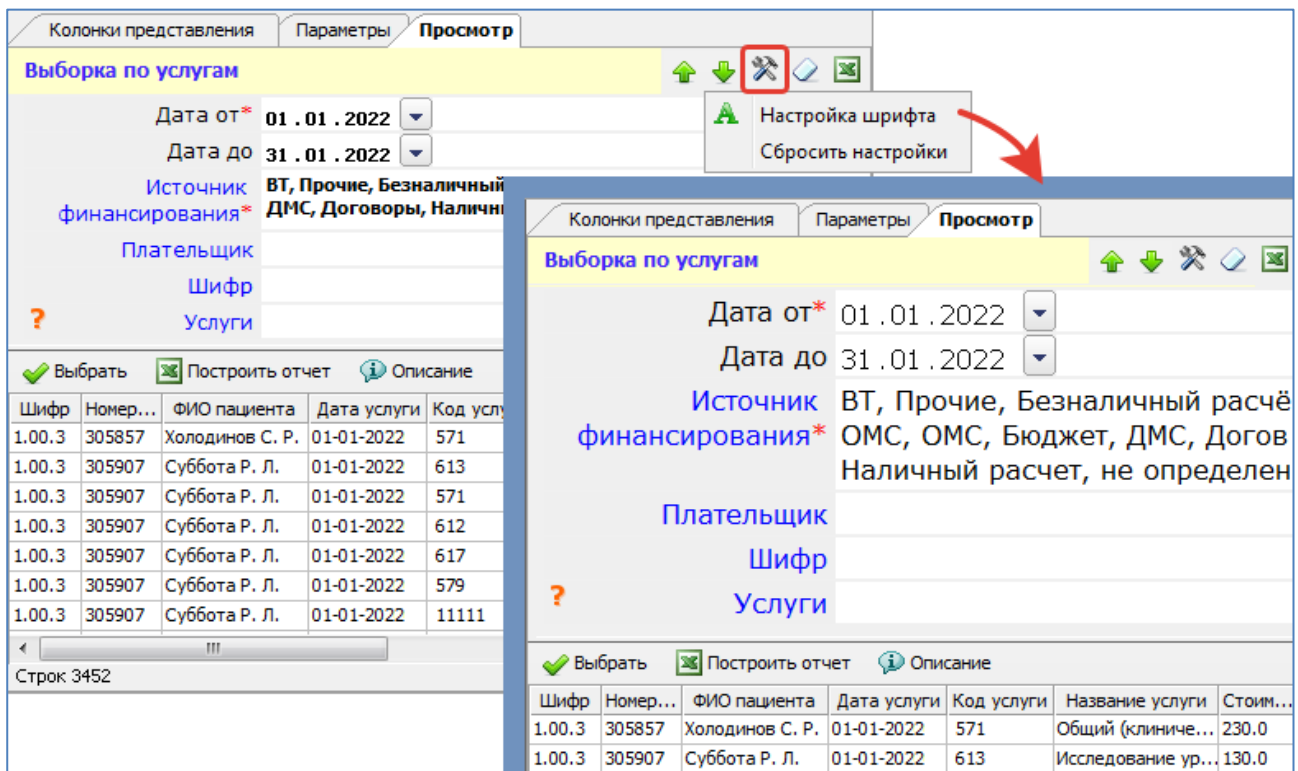 Колонки представления Параметры Просмотр
Выборка по услугам
Дата от* 01.01.2022
Настройка шрифта
Дата до 31.01.2022
Сбросить настройки
Источник финансирования* ВТ, Прочие, Безналичный
ДМС, Договоры,
Плательщик
Шифр
? Услуги
Выбрать Построить отчет Описание
Шифр Номер... ФИО пациента Дата услуги Код
1.00.3 305857 Холодинов С. Р. 01-01-2022 571
1.00.3 305907 Суббота Р. Л. 01-01-2022 613
1.00.3 305907 Суббота Р. Л. 01-01-2022 571
1.00.3 305907 Суббота Р. Л. 01-01-2022 612
1.00.3 305907 Суббота Р. Л. 01-01-2022 617
1.00.3 305907 Суббота Р. Л. 01-01-2022 579
1.00.3 305907 Суббота Р. Л. 01-01-2022 11111
Строк 3452
Колонки представления Параметры Просмотр
Выборка по услугам
Дата от* 01.01.2022
Дата до 31.01.2022
Источник ВТ, Прочие, Безналичный расчё
финансирования* ОМС, ОМС, Бюджет, ДМС, Догов
Наличный расчет, не определен
Плательщик
Шифр
? Услуги
Выбрать Построить отчет Описание
Шифр Номер... ФИО пациента Дата услуги Код услуги Название услуги Стоим...
1.00.3 305857 Холодинов С. Р. 01-01-2022 571 Общий (клиниче... 230.0
1.00.3 305907 Суббота Р. Л. 01-01-2022 613 Исследование ур... 130.0